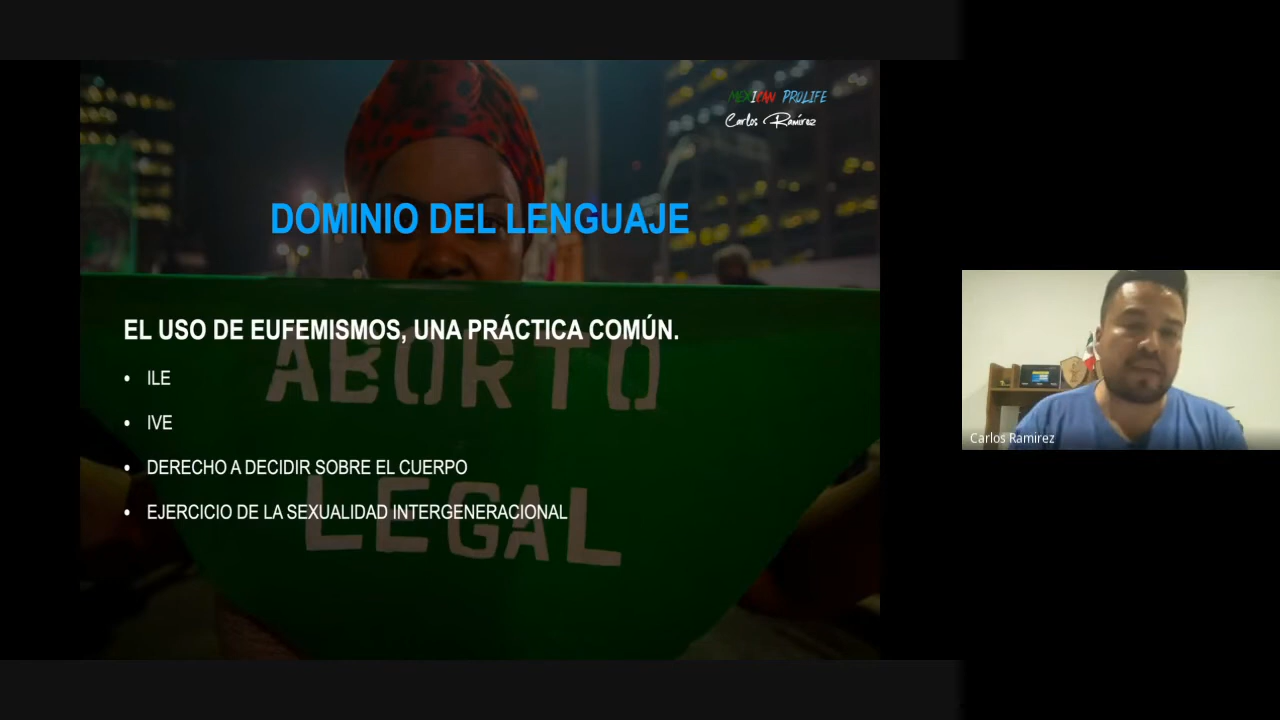 MEXICAN PROLIFE
Carlos Ramírez
DOMINIO DEL LENGUAJE
EL USO DE EUFEMISMOS, UNA PRÁCTICA COMÚN.
ABORTO
• ILE
• IVE
• DERECHO A DECIDIR SOBRE EL CUERPO
LEGAL
• EJERCICIO DE LA SEXUALIDAD INTERGENERACIONAL
Carlos Ramirez